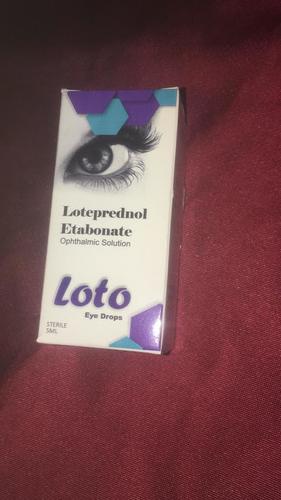 Loteprednol
Etabonate
Ophthalmic Solution
Loto
Eye Drops
STERILE
5ML